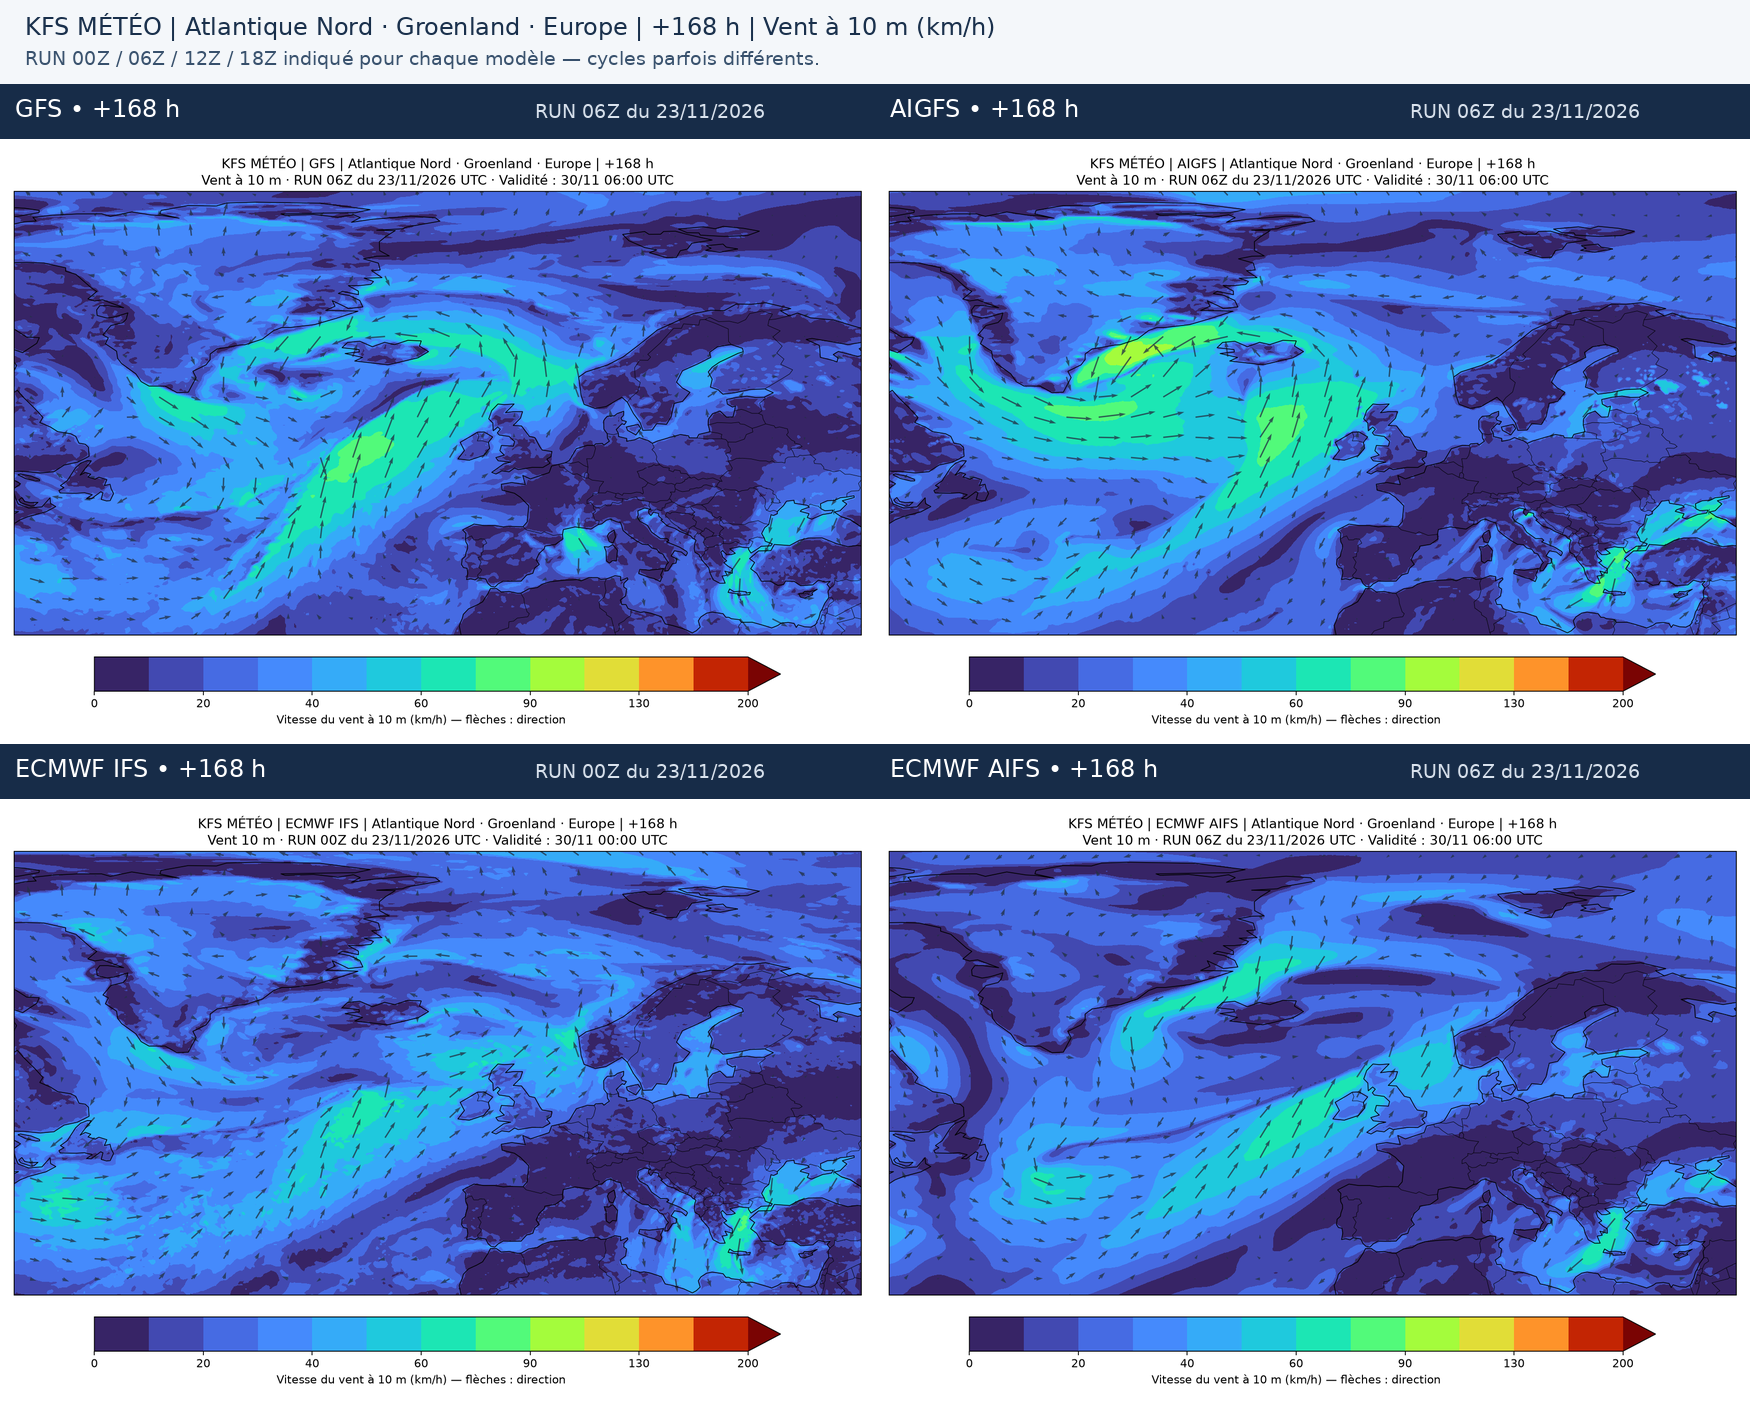 KFS MÉTÉO | Atlantique Nord · Groenland · Europe | +168 h | Vent à 10 m (km/h)
RUN 00Z / 06Z / 12Z / 18Z indiqué pour chaque modèle — cycles parfois différents.
GFS • +168 h
RUN 06Z du 23/11/2026
KFS MÉTÉO | GFS | Atlantique Nord · Groenland · Europe | +168 h
Vent à 10 m · RUN 06Z du 23/11/2026 UTC · Validité : 30/11 06:00 UTC
0 20 40 60 90 130 200
Vitesse du vent à 10 m (km/h) — flèches : direction
AIGFS • +168 h
RUN 06Z du 23/11/2026
KFS MÉTÉO | AIGFS | Atlantique Nord · Groenland · Europe | +168 h
Vent à 10 m · RUN 06Z du 23/11/2026 UTC · Validité : 30/11 06:00 UTC
0 20 40 60 90 130 200
Vitesse du vent à 10 m (km/h) — flèches : direction
ECMWF IFS • +168 h
RUN 00Z du 23/11/2026
KFS MÉTÉO | ECMWF IFS | Atlantique Nord · Groenland · Europe | +168 h
Vent 10 m · RUN 00Z du 23/11/2026 UTC · Validité : 30/11 00:00 UTC
0 20 40 60 90 130 200
Vitesse du vent à 10 m (km/h) — flèches : direction
ECMWF AIFS • +168 h
RUN 06Z du 23/11/2026
KFS MÉTÉO | ECMWF AIFS | Atlantique Nord · Groenland · Europe | +168 h
Vent 10 m · RUN 06Z du 23/11/2026 UTC · Validité : 30/11 06:00 UTC
0 20 40 60 90 130 200
Vitesse du vent à 10 m (km/h) — flèches : direction